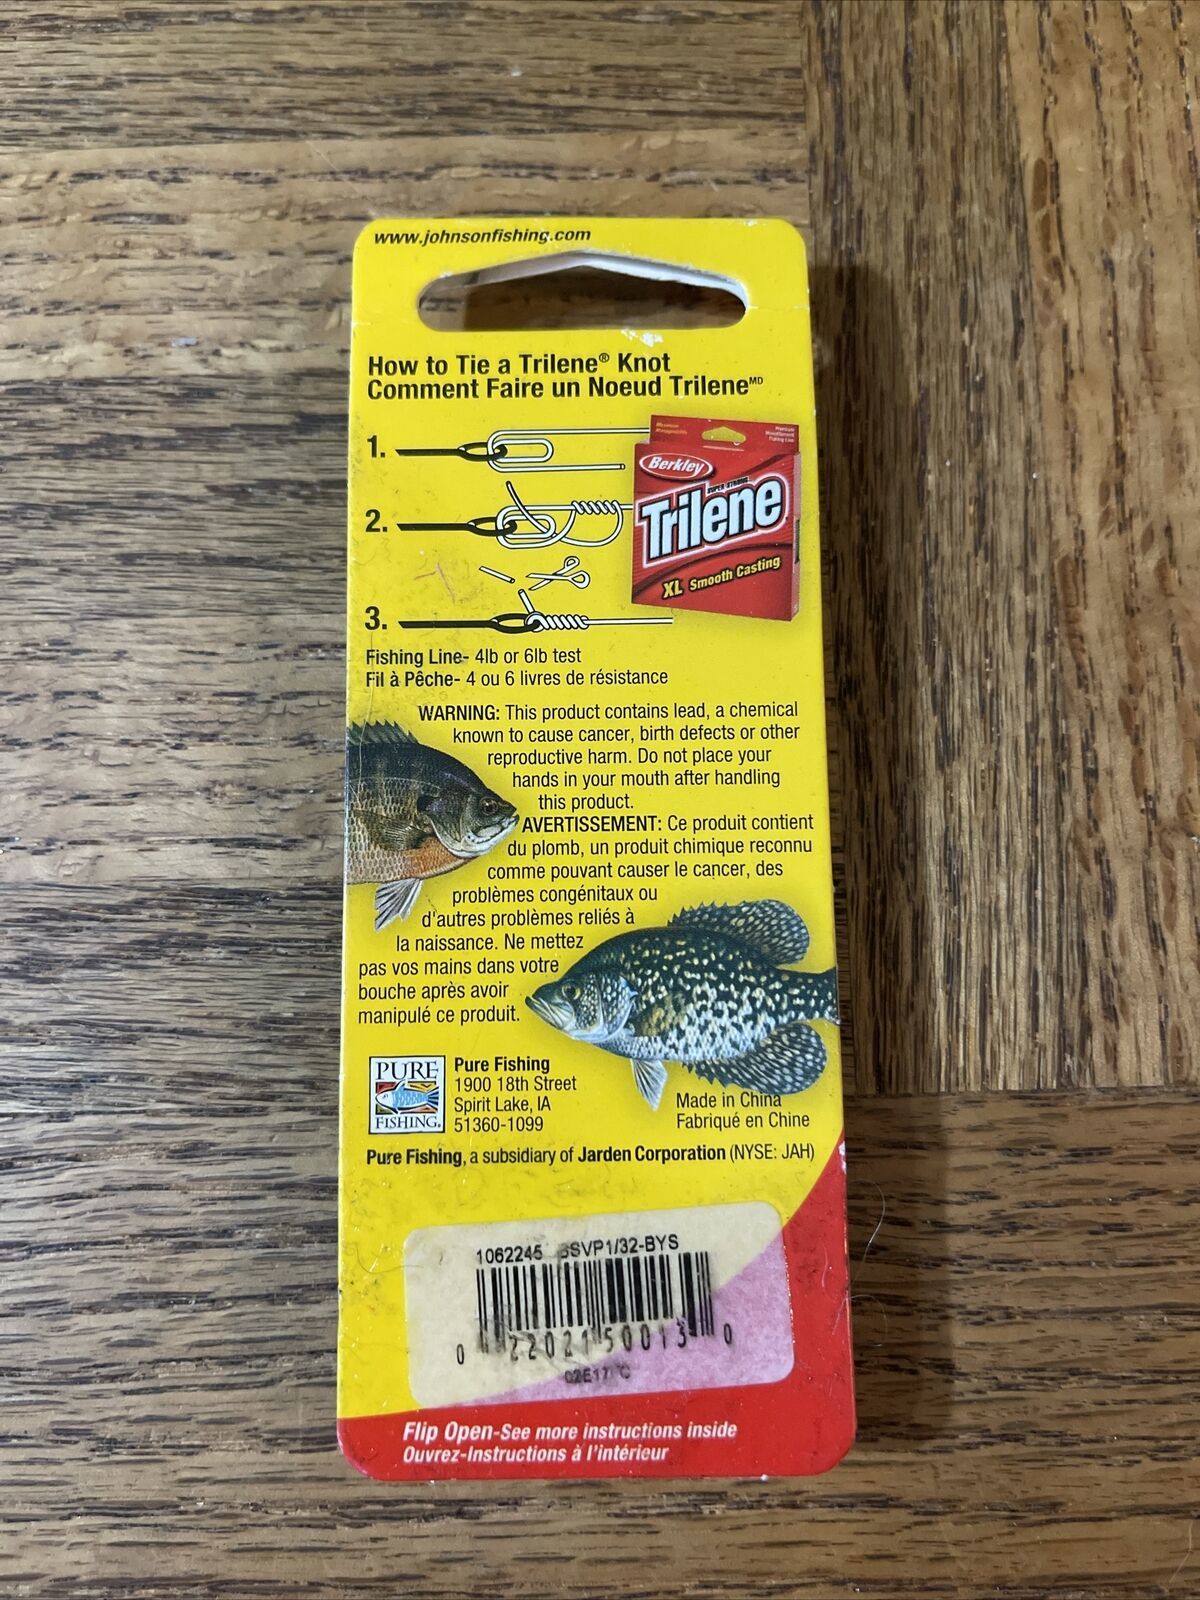 www.johnsonfishing.com
How to Tie a Trilene® Knot
Comment Faire un Noeud Trilene MD
1.
Berkley
SUPER STRONG
Trilene
XL Smooth Casting
2.
3.
Fishing Line- 4lb or 6lb test
Fil à Pêche- 4 ou 6 livres de résistance
WARNING: This product contains lead, a chemical
known to cause cancer, birth defects or other
reproductive harm. Do not place your
hands in your mouth after handling
this product.
AVERTISSEMENT: Ce produit contient
du plomb, un produit chimique reconnu
comme pouvant causer le cancer, des
problèmes congénitaux ou
d'autres problèmes reliés à
la naissance. Ne mettez
pas vos mains dans votre
bouche après avoir
manipulé ce produit.
PURE
FISHING®
Pure Fishing
1900 18th Street
Spirit Lake, IA
51360-1099
Made in China
Fabriqué en Chine
Pure Fishing, a subsidiary of Jarden Corporation (NYSE: JAH)
1062245 BSVP1/32-BYS
0 22021 50013 0
Flip Open-See more instructions inside
Ouvrez-Instructions à l'intérieur